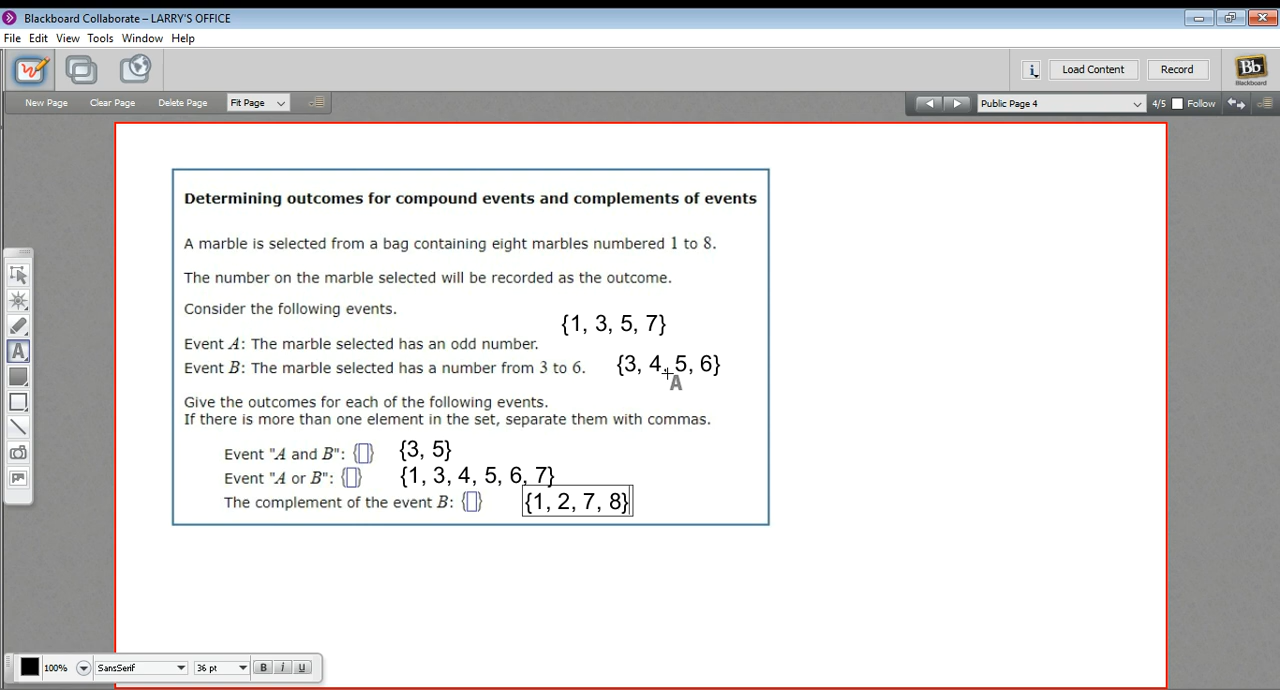 Blackboard Collaborate – LARRY'S OFFICE
File Edit View Tools Window Help
i Load Content Record Bb
Blackboard
New Page Clear Page Delete Page Fit Page Public Page 4 4/5 Follow
Determining outcomes for compound events and complements of events
A marble is selected from a bag containing eight marbles numbered 1 to 8.
The number on the marble selected will be recorded as the outcome.
Consider the following events.
{1, 3, 5, 7}
Event A: The marble selected has an odd number.
Event B: The marble selected has a number from 3 to 6. {3, 4, 5, 6}
A
Give the outcomes for each of the following events.
If there is more than one element in the set, separate them with commas.
Event "A and B": {} {3, 5}
Event "A or B": {} {1, 3, 4, 5, 6, 7}
The complement of the event B: {} {1, 2, 7, 8}
A
100% SansSerif 36 pt B i U